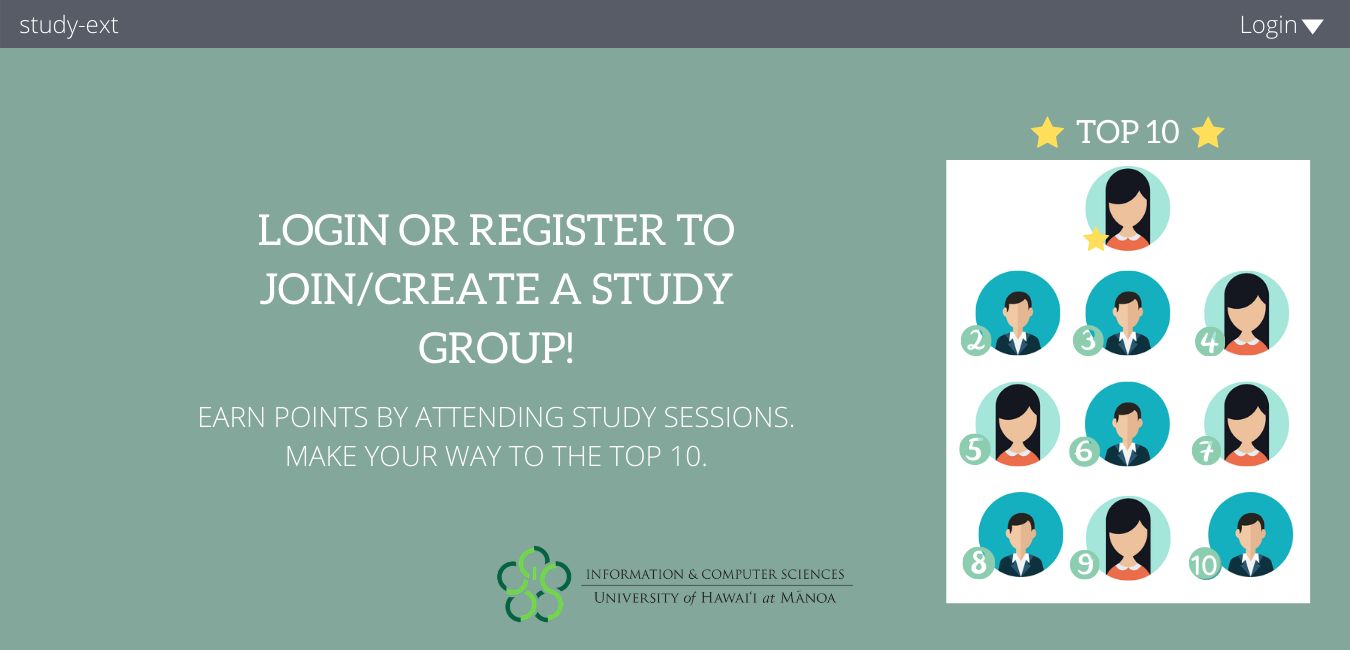 study-ext
Login
TOP 10
LOGIN OR REGISTER TO
JOIN/CREATE A STUDY
GROUP!
EARN POINTS BY ATTENDING STUDY SESSIONS.
MAKE YOUR WAY TO THE TOP 10.
2
3
4
5
6
7
8
9
10
INFORMATION & COMPUTER SCIENCES
UNIVERSITY of HAWAIʻI at MĀNOA